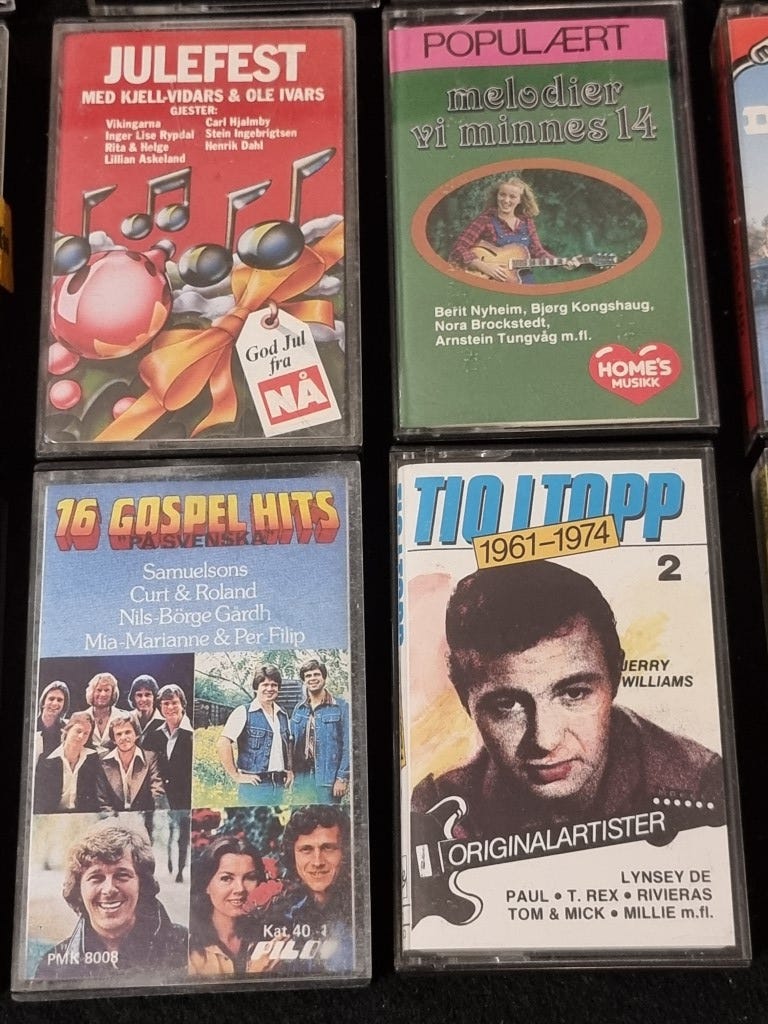 JULEFEST
MED KJELL-VIDARS & OLE IVARS
GJESTER:
Vikingarna
Inger Lise Rypdal
Rita & Helge
Lillian Askeland
Carl Hjalmby
Stein Ingebrigtsen
Henrik Dahl
God Jul
fra
NÅ
POPULÆRT
melodier
vi minnes 14
Berit Nyheim, Bjørg Kongshaug,
Nora Brockstedt,
Arnstein Tungvåg m.fl.
HOME'S
MUSIKK
16 GOSPEL HITS
"PÅ SVENSKA"
Samuelsons
Curt & Roland
Nils-Börge Gårdh
Mia-Marianne & Per-Filip
Kat. 40
PILOT
PMK 8008
TIO I TOPP
1961–1974
2
JERRY
WILLIAMS
ORIGINALARTISTER
LYNSEY DE
PAUL • T. REX • RIVIERAS
TOM & MICK • MILLIE m.fl.